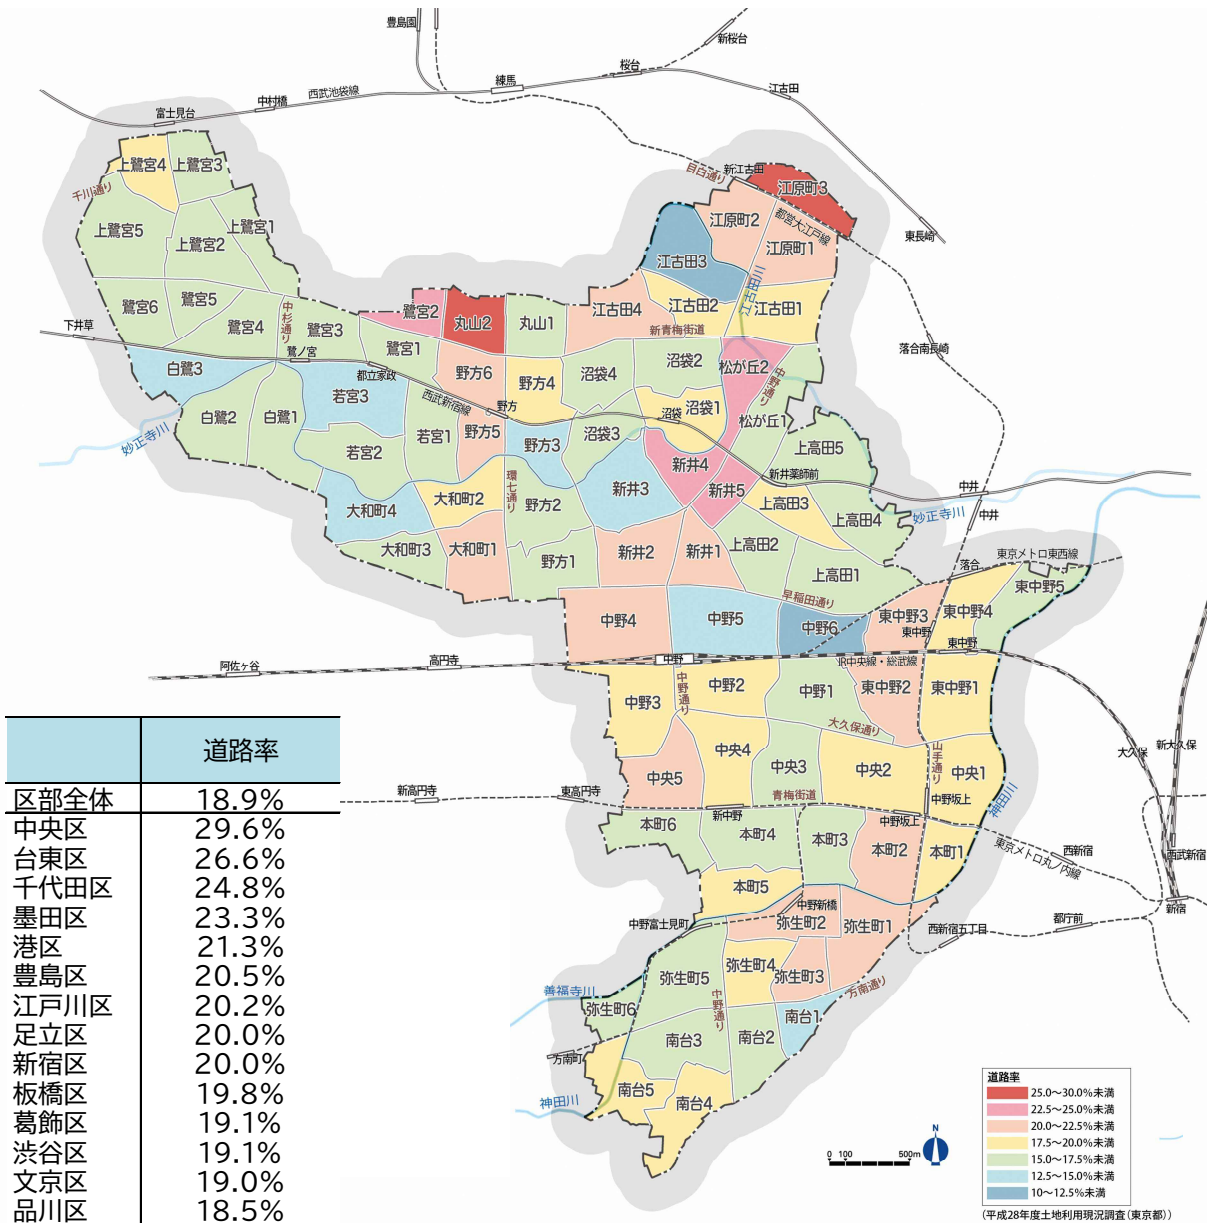 豊島園
新桜台
桜台
練馬
西武池袋線
江古田
中村橋
富士見台
上鷺宮4
上鷺宮3
千川通り
目白通り
新江古田
江原町3
江原町2
都営大江戸線
東長崎
上鷺宮5
上鷺宮1
上鷺宮2
江原町1
江古田3
江古田川
鷺宮6
鷺宮5
鷺宮2
江古田4
江古田2
江古田1
中杉通り
鷺宮4
鷺宮3
丸山2
丸山1
新青梅街道
下井草
鷺ノ宮
鷺宮1
落合南長崎
白鷺3
都立家政
野方6
野方4
沼袋4
沼袋2
松が丘2
中野通り
若宮3
西武新宿線
野方
沼袋
沼袋1
松が丘1
白鷺2
白鷺1
若宮1
野方5
野方3
沼袋3
妙正寺川
若宮2
上高田5
新井4
新井薬師前
環七通り
新井3
新井5
中井
大和町2
野方2
上高田3
大和町4
上高田4
妙正寺川
中井
大和町3
大和町1
野方1
新井2
新井1
上高田2
上高田1
東京メトロ東西線
落合
東中野5
早稲田通り
中野4
中野5
中野6
東中野3
東中野4
東中野
東中野
阿佐ヶ谷
高円寺
中野
JR中央線・総武線
中野3
中野通り
中野2
中野1
東中野2
東中野1
大久保通り
大久保
新大久保
中央5
中央4
中央3
中央2
山手通り
中央1
新高円寺
東高円寺
青梅街道
中野坂上
神田川
新中野
中野坂上
本町6
本町4
本町3
本町2
本町1
東京メトロ丸ノ内線
西新宿
西武新宿
本町5
中野新橋
新宿
中野富士見町
弥生町2
弥生町1
西新宿五丁目
都庁前
弥生町5
弥生町4
弥生町3
善福寺川
中野通り
方南通り
弥生町6
南台1
方南町
南台3
南台2
南台5
南台4
神田川
道路率
区部全体 18.9%
中央区 29.6%
台東区 26.6%
千代田区 24.8%
墨田区 23.3%
港区 21.3%
豊島区 20.5%
江戸川区 20.2%
足立区 20.0%
新宿区 20.0%
板橋区 19.8%
葛飾区 19.1%
渋谷区 19.1%
文京区 19.0%
品川区 18.5%
道路率
25.0～30.0%未満
22.5～25.0%未満
20.0～22.5%未満
17.5～20.0%未満
15.0～17.5%未満
12.5～15.0%未満
10～12.5%未満
N
0 100 500m
(平成28年度土地利用現況調査(東京都))